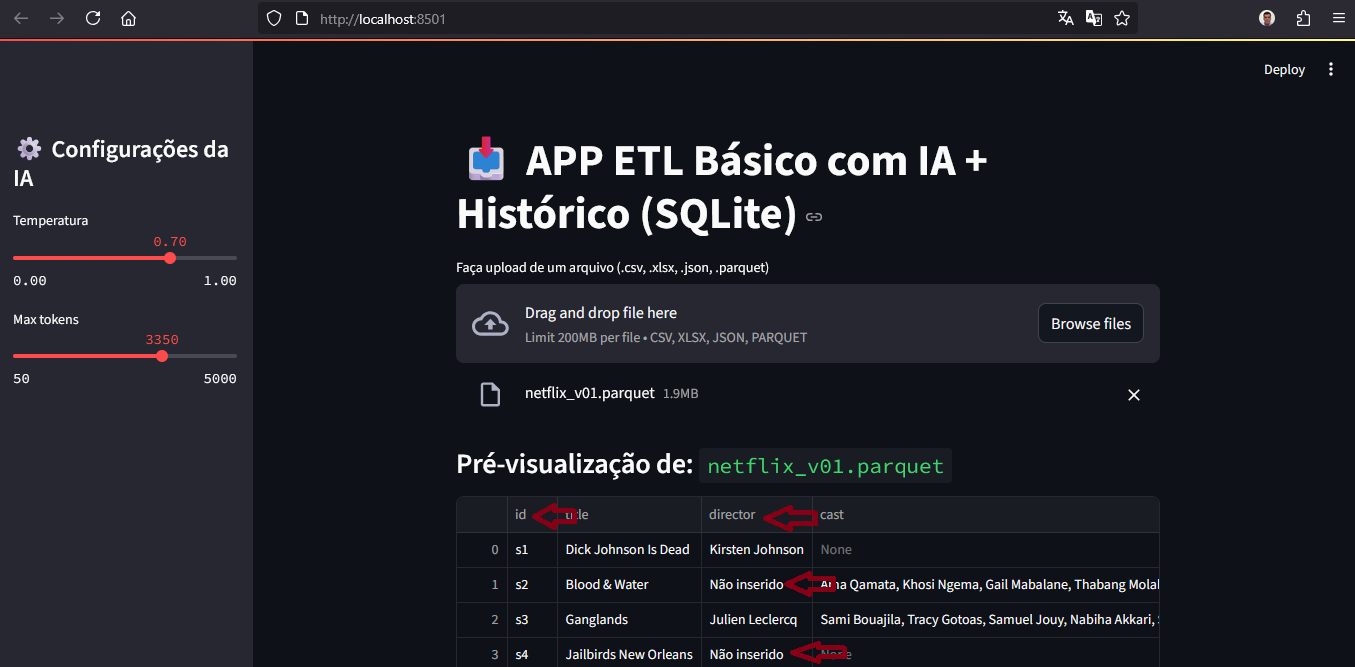 http://localhost:8501
Deploy
Configurações da
IA
Temperatura
0.70
0.00 1.00
Max tokens
3350
50 5000
APP ETL Básico com IA +
Histórico (SQLite)
Faça upload de um arquivo (.csv, .xlsx, .json, .parquet)
Drag and drop file here
Limit 200MB per file • CSV, XLSX, JSON, PARQUET
Browse files
netflix_v01.parquet 1.9MB
Pré-visualização de: netflix_v01.parquet
id title director cast
0 s1 Dick Johnson Is Dead Kirsten Johnson None
1 s2 Blood & Water Não inserido Ama Qamata, Khosi Ngema, Gail Mabalane, Thabang Molal
2 s3 Ganglands Julien Leclercq Sami Bouajila, Tracy Gotoas, Samuel Jouy, Nabiha Akkari,
3 s4 Jailbirds New Orleans Não inserido None